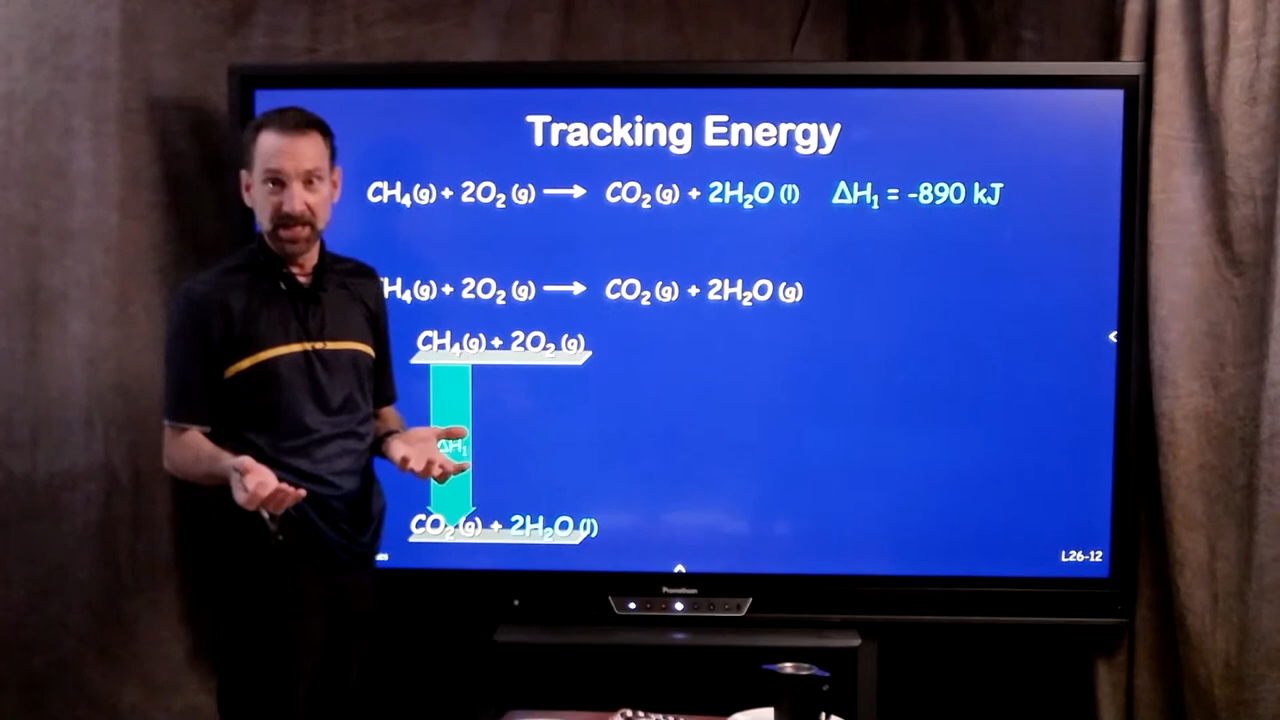 Tracking Energy
CH₄(g) + 2O₂ (g) ⟶ CO₂(g) + 2H₂O (l) ΔH₁ = -890 kJ
H₄(g) + 2O₂ (g) ⟶ CO₂(g) + 2H₂O (g)
CH₄(g) + 2O₂ (g)
ΔH₁
CO₂(g) + 2H₂O (l)
L26-12
Promethean